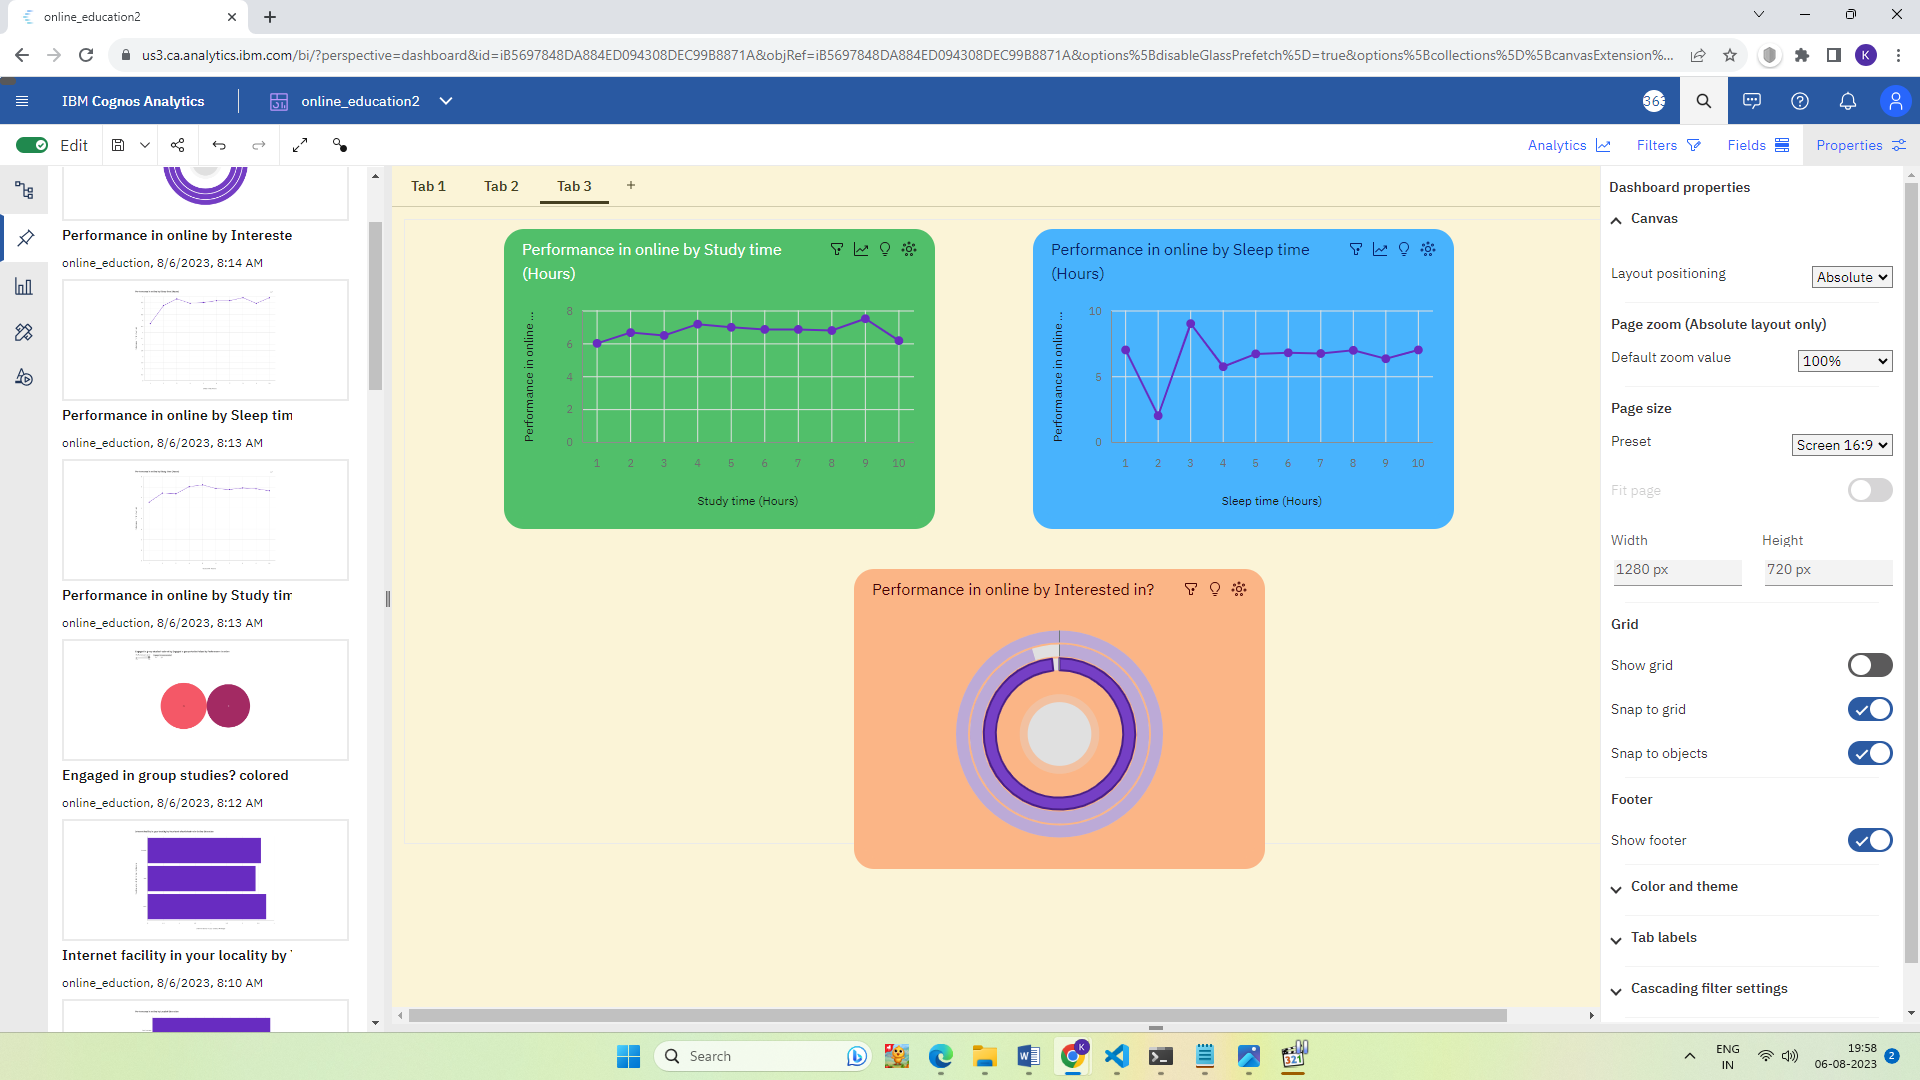 online_education2
us3.ca.analytics.ibm.com/bi/?perspective=dashboard&id=iB5697848DA884ED094308DEC99B8871A&objRef=iB5697848DA884ED094308DEC99B8871A&options%5BdisableGlassPrefetch%5D=true&options%5Bcollections%5D%5BcanvasExtension%...
K
IBM Cognos Analytics
online_education2
363
Edit
Analytics
Filters
Fields
Properties
Performance in online by Intereste
online_eduction, 8/6/2023, 8:14 AM
Performance in online by Sleep tim
online_eduction, 8/6/2023, 8:13 AM
Performance in online by Study tim
online_eduction, 8/6/2023, 8:13 AM
Engaged in group studies? colored
online_eduction, 8/6/2023, 8:12 AM
Internet facility in your locality by
online_eduction, 8/6/2023, 8:10 AM
Tab 1
Tab 2
Tab 3
Performance in online by Study time
(Hours)
Performance in online ...
8
6
4
2
0
1 2 3 4 5 6 7 8 9 10
Study time (Hours)
Performance in online by Sleep time
(Hours)
Performance in online ...
10
5
0
1 2 3 4 5 6 7 8 9 10
Sleep time (Hours)
Performance in online by Interested in?
Dashboard properties
Canvas
Layout positioning
Absolute
Page zoom (Absolute layout only)
Default zoom value
100%
Page size
Preset
Screen 16:9
Fit page
Width
Height
1280 px
720 px
Grid
Show grid
Snap to grid
Snap to objects
Footer
Show footer
Color and theme
Tab labels
Cascading filter settings
Search
K
321
ENG
IN
19:58
06-08-2023
2